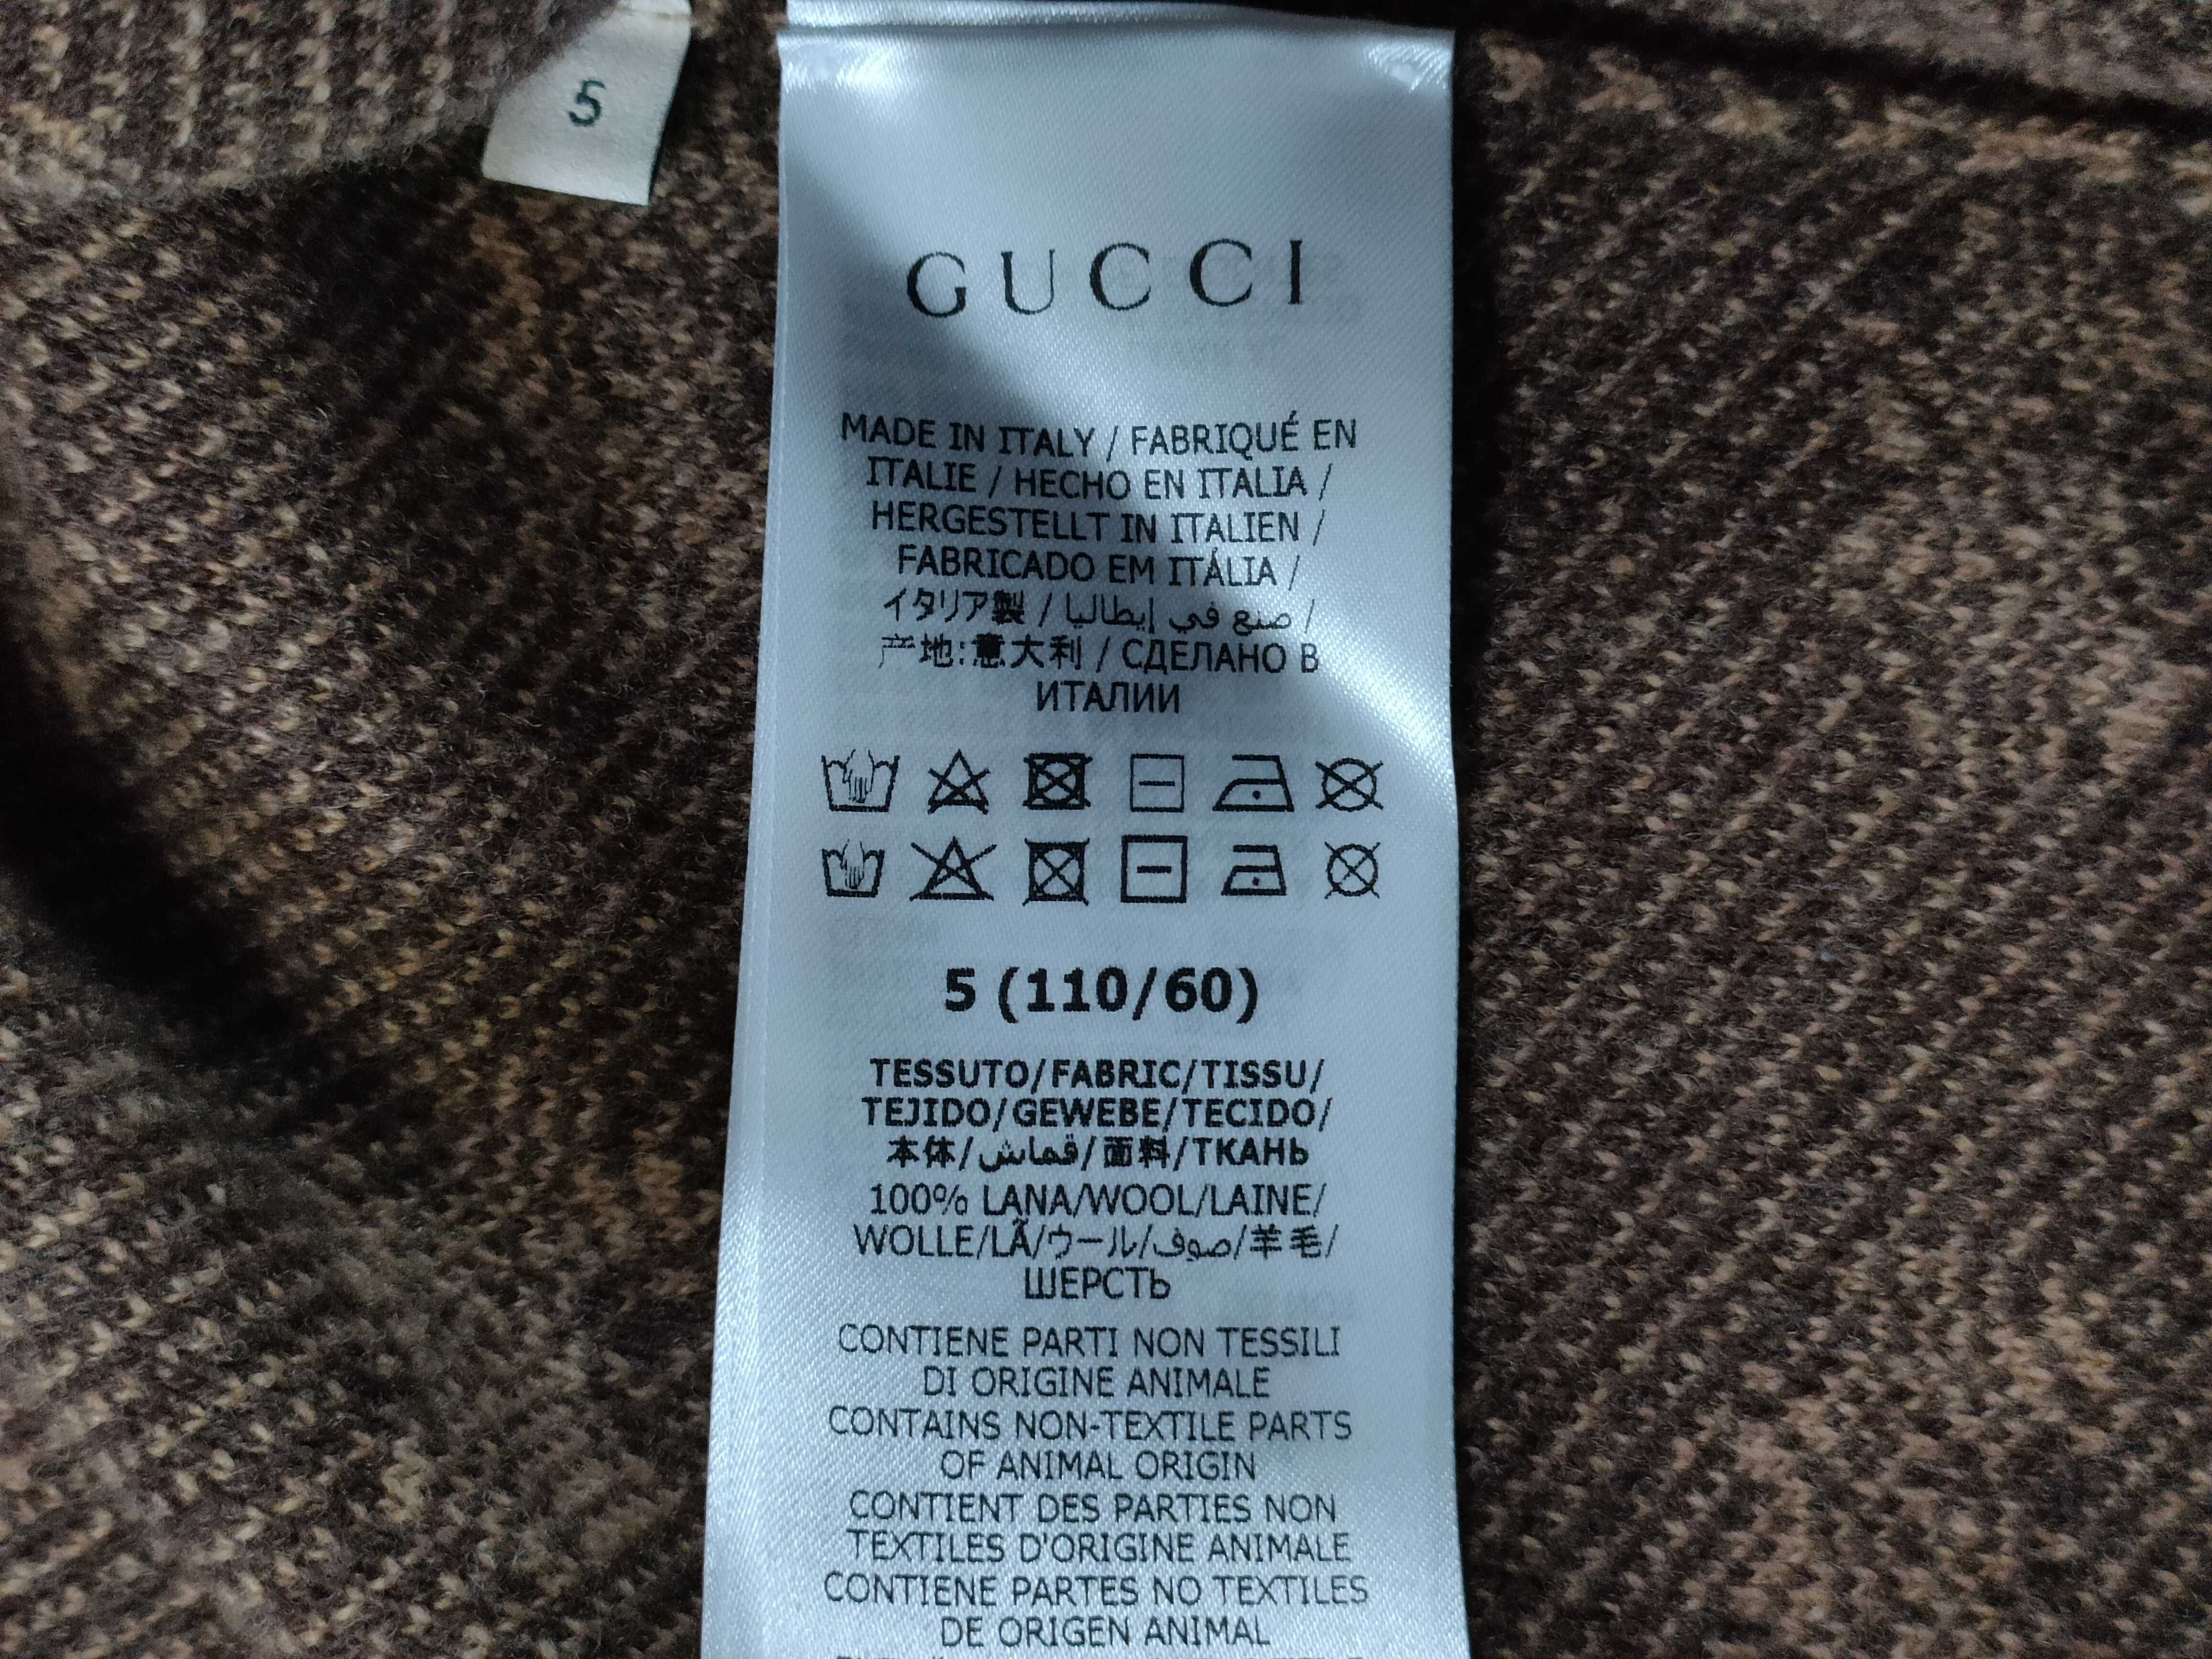 5
GUCCI
MADE IN ITALY / FABRIQUÉ EN
ITALIE / HECHO EN ITALIA /
HERGESTELLT IN ITALIEN /
FABRICADO EM ITÁLIA /
イタリア製 / صنع في إيطاليا /
产地:意大利 / СДЕЛАНО В
ИТАЛИИ
5 (110/60)
TESSUTO/FABRIC/TISSU/
TEJIDO/GEWEBE/TECIDO/
本体/قماش/面料/ТКАНЬ
100% LANA/WOOL/LAINE/
WOLLE/LÃ/ウール/صوف/羊毛/
ШЕРСТЬ
CONTIENE PARTI NON TESSILI
DI ORIGINE ANIMALE
CONTAINS NON-TEXTILE PARTS
OF ANIMAL ORIGIN
CONTIENT DES PARTIES NON
TEXTILES D'ORIGINE ANIMALE
CONTIENE PARTES NO TEXTILES
DE ORIGEN ANIMAL